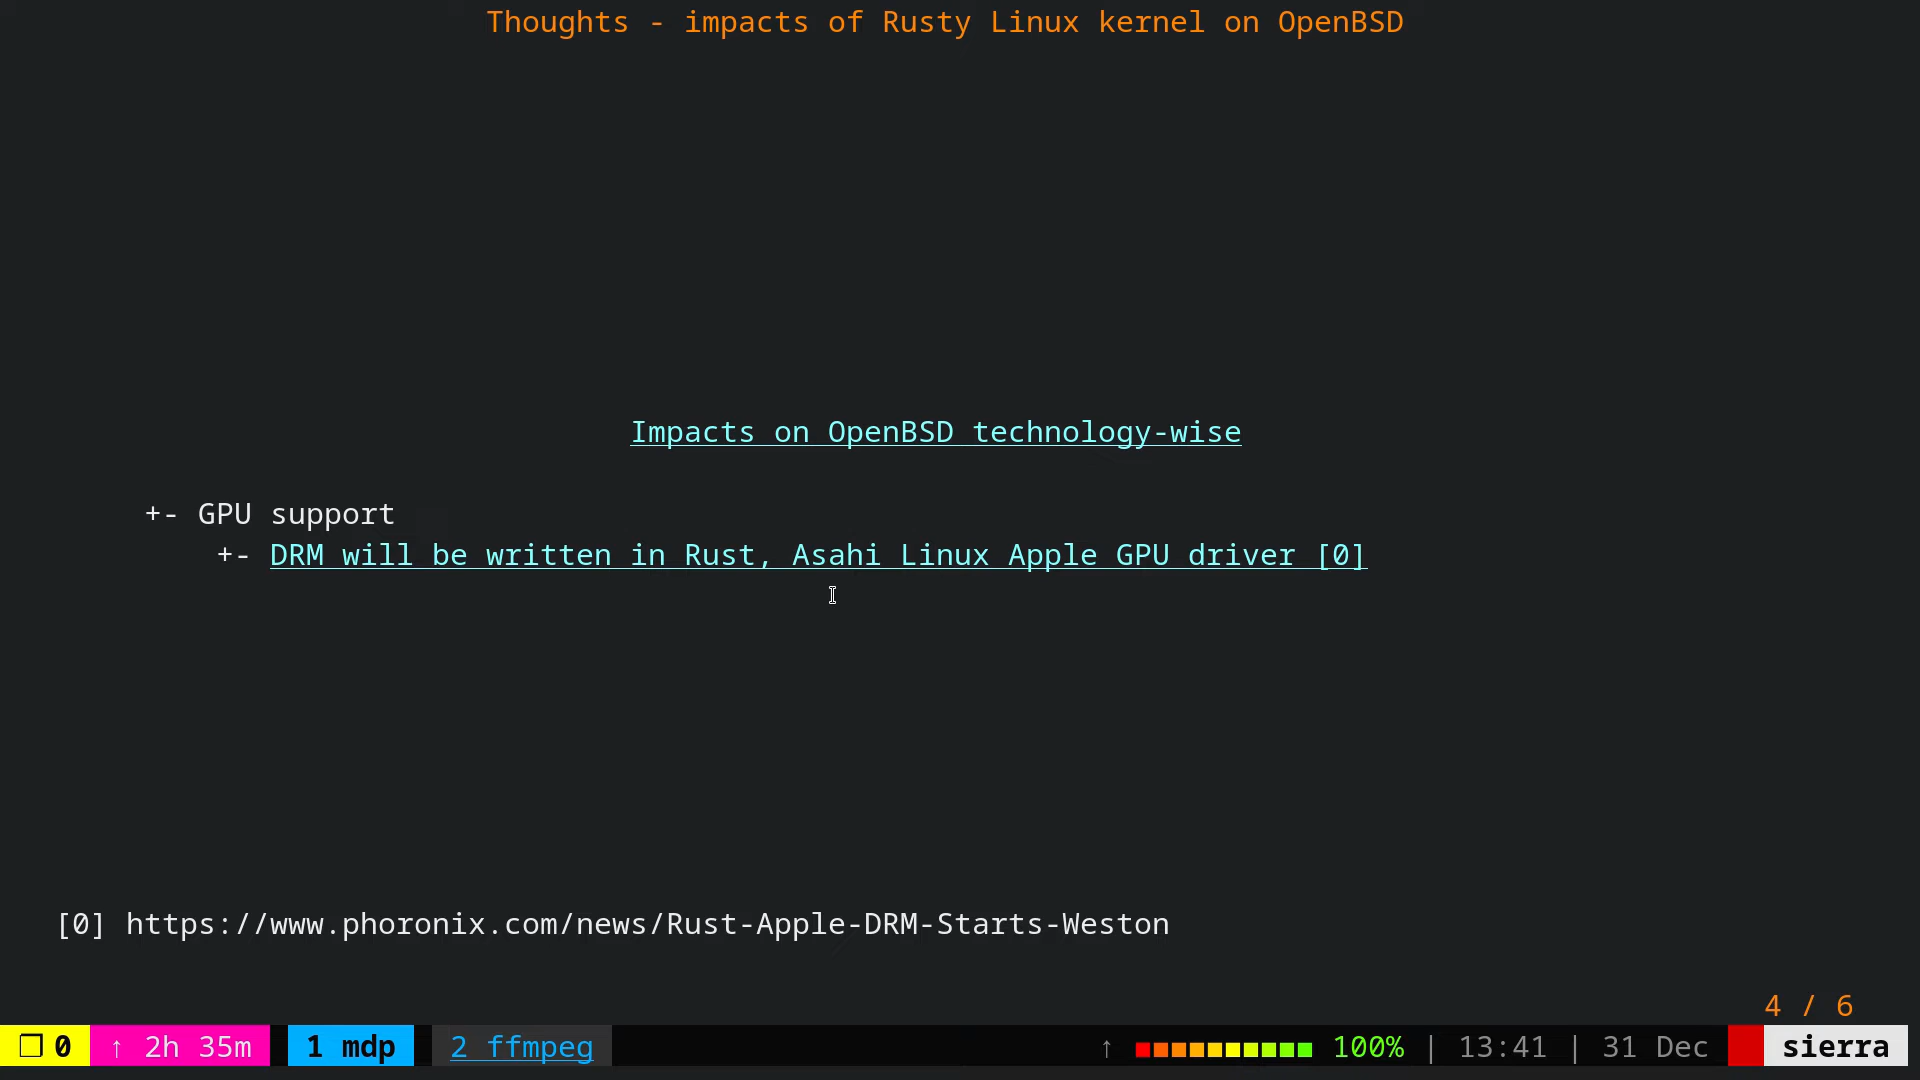 Thoughts - impacts of Rusty Linux kernel on OpenBSD
Impacts on OpenBSD technology-wise
+- GPU support
+- DRM will be written in Rust, Asahi Linux Apple GPU driver [0]
[0] https://www.phoronix.com/news/Rust-Apple-DRM-Starts-Weston
4 / 6
❐ 0 ↑ 2h 35m 1 mdp 2 ffmpeg ↑ 100% | 13:41 | 31 Dec sierra